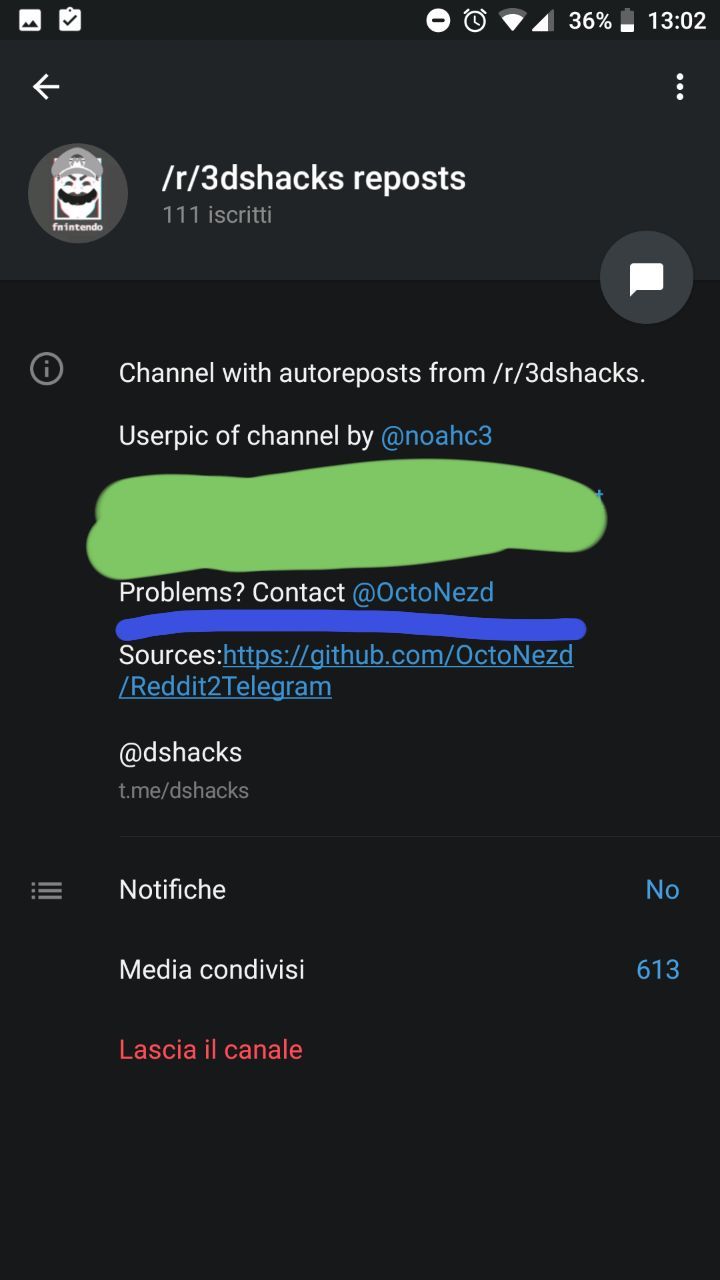 36% 13:02
/r/3dshacks reposts
111 iscritti
fnintendo
Channel with autoreposts from /r/3dshacks.
Userpic of channel by @noahc3
Problems? Contact @OctoNezd
Sources:https://github.com/OctoNezd
/Reddit2Telegram
@dshacks
t.me/dshacks
Notifiche No
Media condivisi 613
Lascia il canale